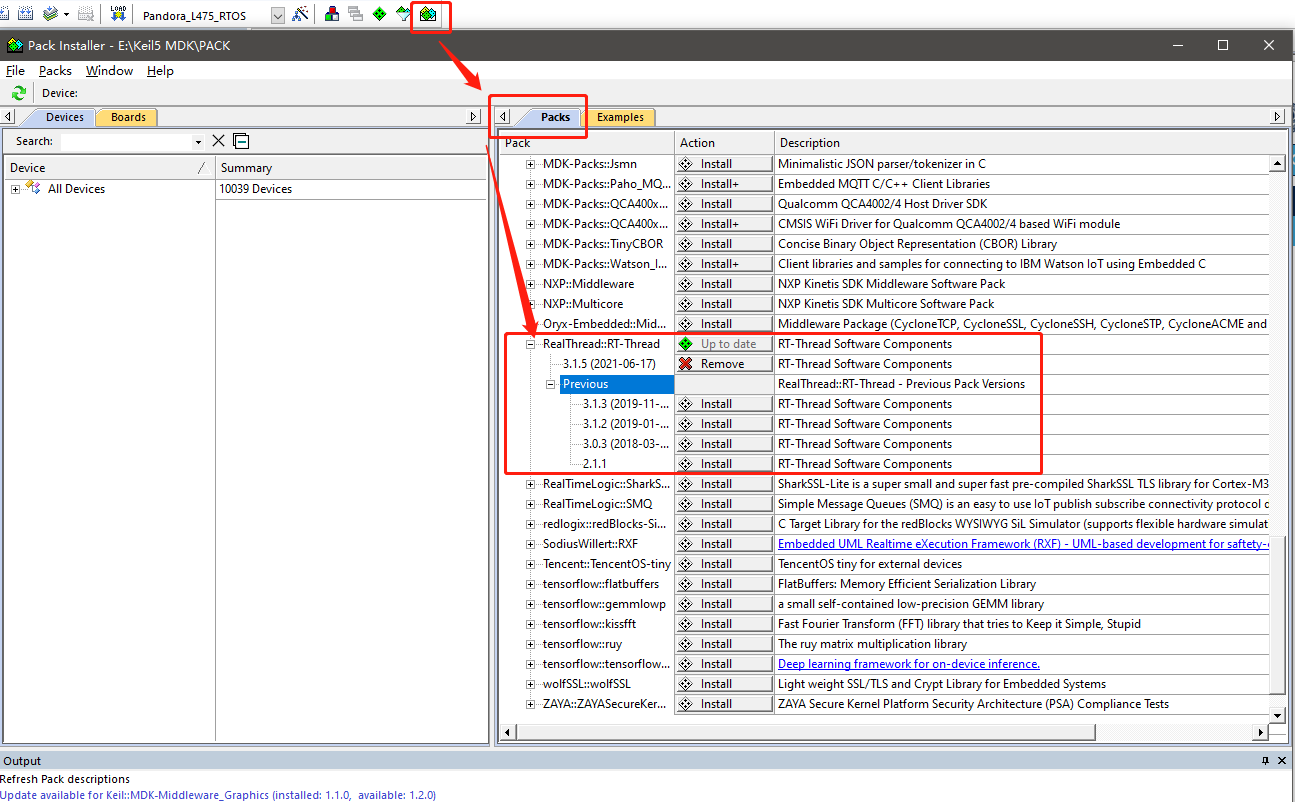 LOAD
Pandora_L475_RTOS
Pack Installer - E:\Keil5 MDK\PACK
File Packs Window Help
Device:
Devices Boards
Packs Examples
Search:
Device Summary
All Devices 10039 Devices
Pack Action Description
MDK-Packs::Jsmn Install Minimalistic JSON parser/tokenizer in C
MDK-Packs::Paho_MQ... Install+ Embedded MQTT C/C++ Client Libraries
MDK-Packs::QCA400x... Install Qualcomm QCA4002/4 Host Driver SDK
MDK-Packs::QCA400x... Install+ CMSIS WiFi Driver for Qualcomm QCA4002/4 based WiFi module
MDK-Packs::TinyCBOR Install Concise Binary Object Representation (CBOR) Library
MDK-Packs::Watson_I... Install+ Client libraries and samples for connecting to IBM Watson IoT using Embedded C
NXP::Middleware Install NXP Kinetis SDK Middleware Software Pack
NXP::Multicore Install NXP Kinetis SDK Multicore Software Pack
Oryx-Embedded::Mid... Install Middleware Package (CycloneTCP, CycloneSSL, CycloneSSH, CycloneSTP, CycloneACME and
RealThread::RT-Thread Up to date RT-Thread Software Components
3.1.5 (2021-06-17) Remove RT-Thread Software Components
Previous RealThread::RT-Thread - Previous Pack Versions
3.1.3 (2019-11-... Install RT-Thread Software Components
3.1.2 (2019-01-... Install RT-Thread Software Components
3.0.3 (2018-03-... Install RT-Thread Software Components
2.1.1 Install RT-Thread Software Components
RealTimeLogic::SharkS... Install SharkSSL-Lite is a super small and super fast pre-compiled SharkSSL TLS library for Cortex-M3
RealTimeLogic::SMQ Install Simple Message Queues (SMQ) is an easy to use IoT publish subscribe connectivity protocol
redlogix::redBlocks-Si... Install C Target Library for the redBlocks WYSIWYG SiL Simulator (supports flexible hardware simulat
SodiusWillert::RXF Install Embedded UML Realtime eXecution Framework (RXF) - UML-based development for saftety-
Tencent::TencentOS-tiny Install TencentOS tiny for external devices
tensorflow::flatbuffers Install FlatBuffers: Memory Efficient Serialization Library
tensorflow::gemmlowp Install a small self-contained low-precision GEMM library
tensorflow::kissfft Install Fast Fourier Transform (FFT) library that tries to Keep it Simple, Stupid
tensorflow::ruy Install The ruy matrix multiplication library
tensorflow::tensorflow... Install Deep learning framework for on-device inference.
wolfSSL::wolfSSL Install Light weight SSL/TLS and Crypt Library for Embedded Systems
ZAYA::ZAYASecureKer... Install ZAYA Secure Kernel Platform Security Architecture (PSA) Compliance Tests
Output
Refresh Pack descriptions
Update available for Keil::MDK-Middleware_Graphics (installed: 1.1.0, available: 1.2.0)